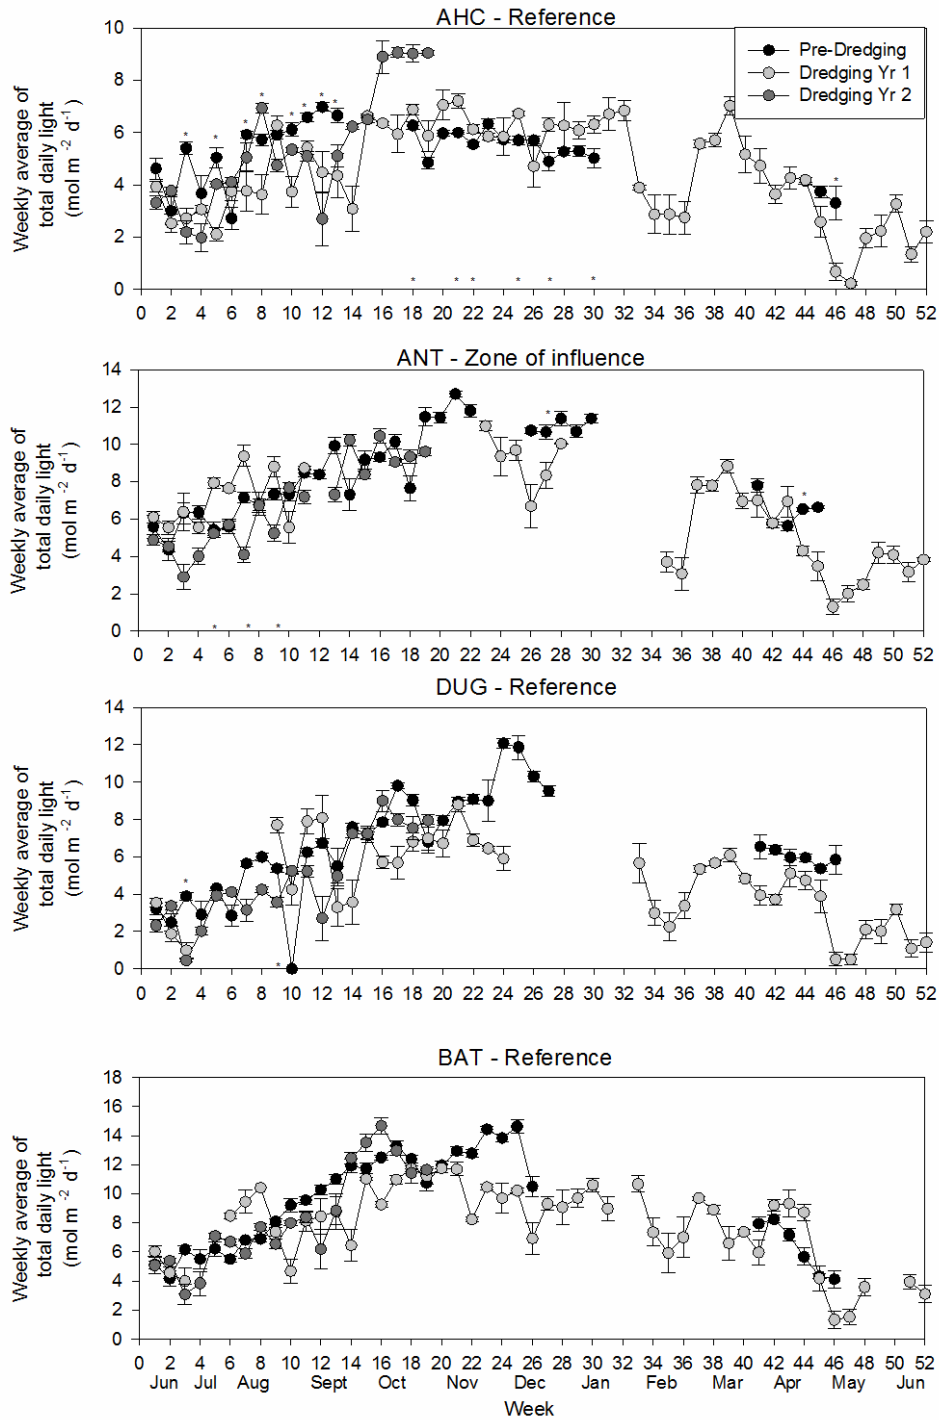 AHC - Reference
Weekly average of
total daily light
(mol m⁻² d⁻¹)
10
8
6
4
2
0
Pre-Dredging
Dredging Yr 1
Dredging Yr 2
* * * * * * * * *
* * * * * *
0 2 4 6 8 10 12 14 16 18 20 22 24 26 28 30 32 34 36 38 40 42 44 46 48 50 52
ANT - Zone of influence
Weekly average of
total daily light
(mol m⁻² d⁻¹)
14
12
10
8
6
4
2
0
* *
* * *
0 2 4 6 8 10 12 14 16 18 20 22 24 26 28 30 32 34 36 38 40 42 44 46 48 50 52
DUG - Reference
Weekly average of
total daily light
(mol m⁻² d⁻¹)
14
12
10
8
6
4
2
0
*
*
0 2 4 6 8 10 12 14 16 18 20 22 24 26 28 30 32 34 36 38 40 42 44 46 48 50 52
BAT - Reference
Weekly average of
total daily light
(mol m⁻² d⁻¹)
18
16
14
12
10
8
6
4
2
0
0 2 4 6 8 10 12 14 16 18 20 22 24 26 28 30 32 34 36 38 40 42 44 46 48 50 52
Jun Jul Aug Sept Oct Nov Dec Jan Feb Mar Apr May Jun
Week